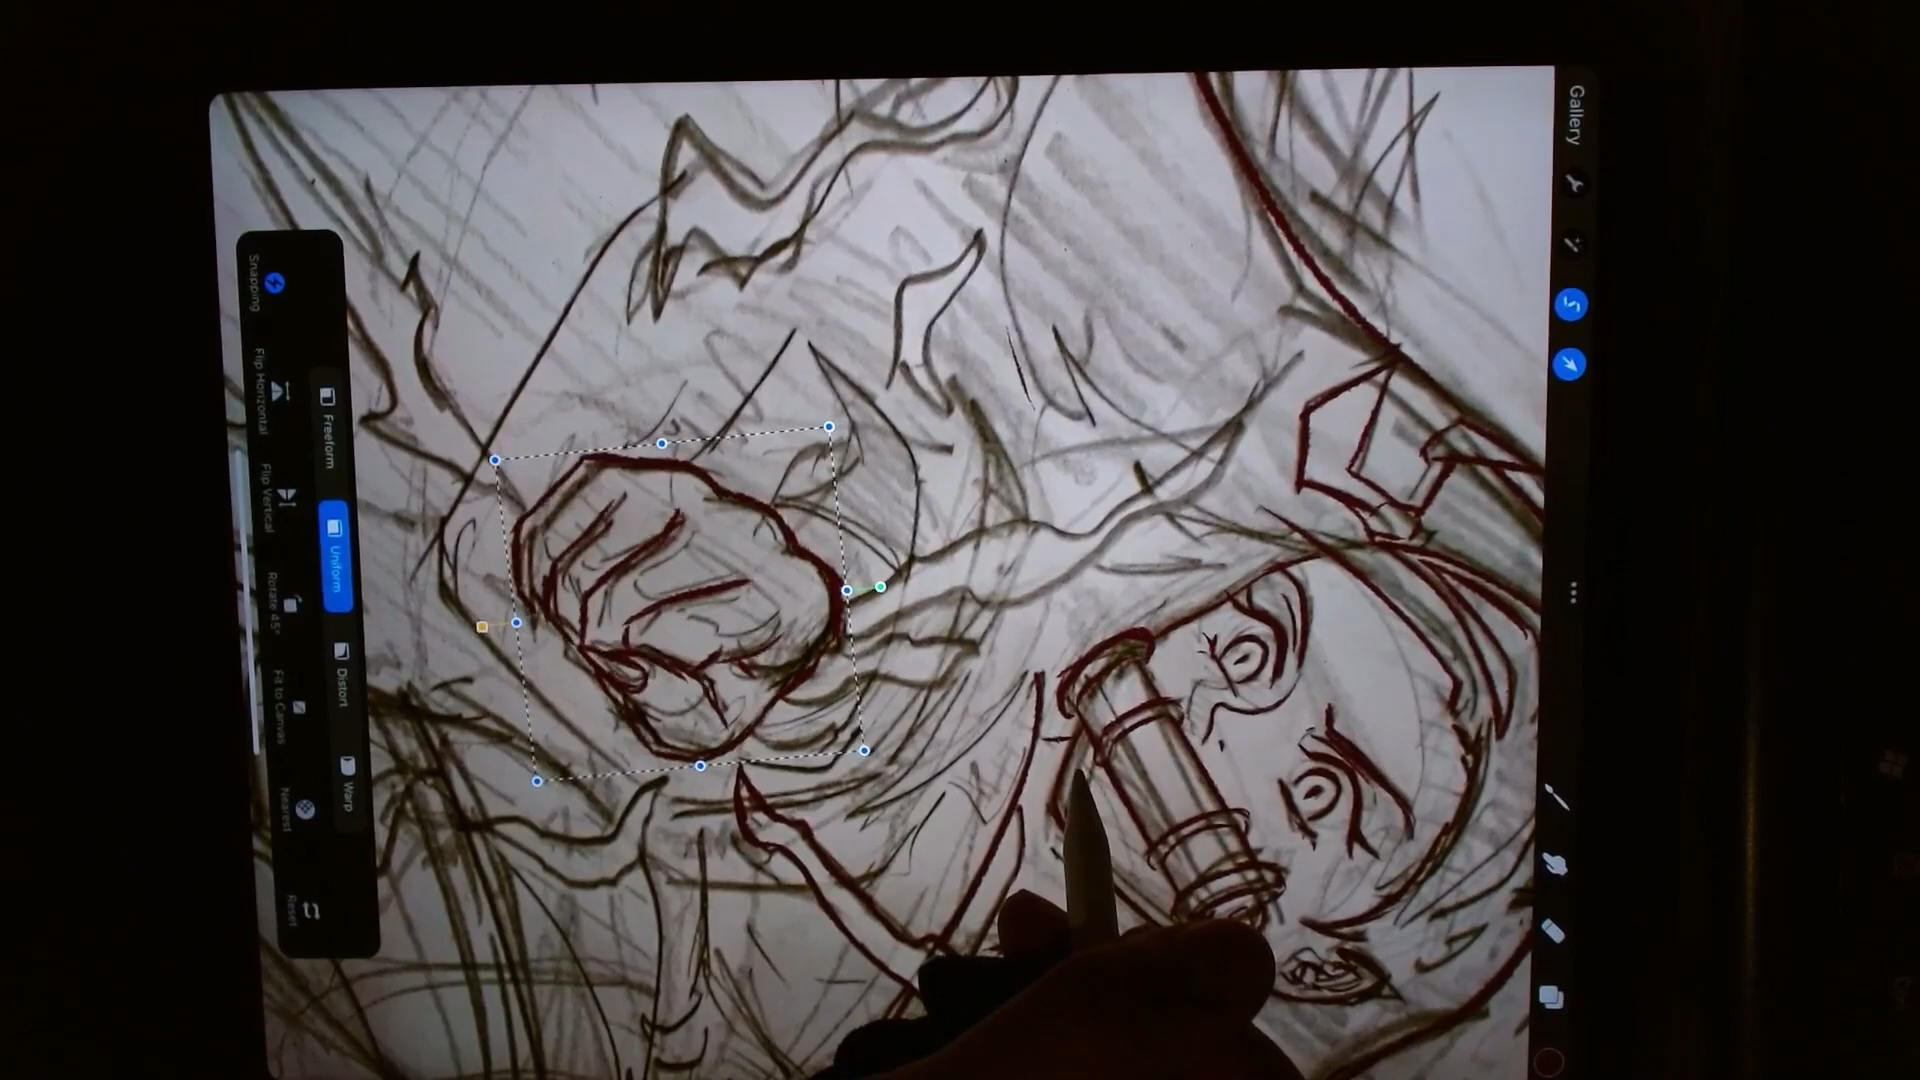 Gallery
Freeform
Uniform
Distort
Warp
Snapping
Flip Horizontal
Flip Vertical
Rotate 45°
Fit to Canvas
Nearest
Reset